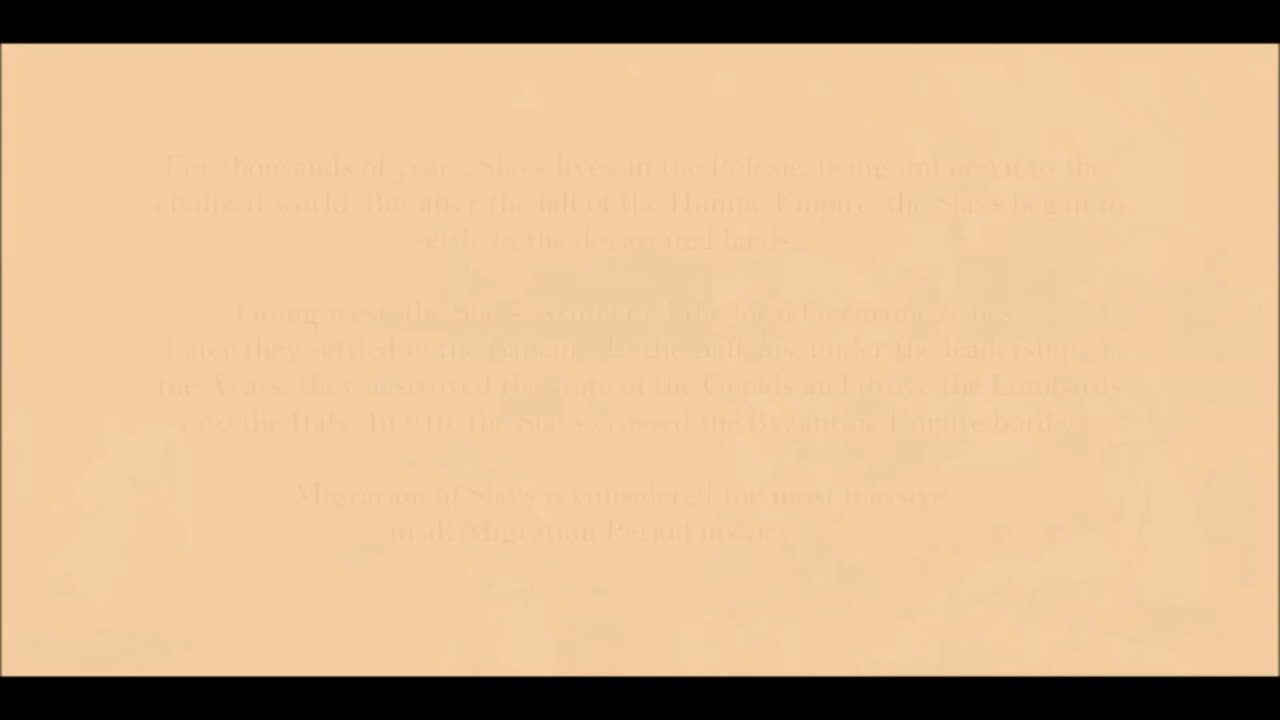 For thousands of years, Slavs lived in the Polesie, being unknown to the
civilized world. But after the fall of the Hunnic Empire, the Slavs began to
settle in the devastated lands.
Going west, the Slavs assimilated the local Germanic tribes.
Later they settled in the Balkans. In the Balkans, under the leadership of
the Avars, they destroyed the state of the Gepids and drove the Lombards
into the Italy. In the Slavs crossed the Byzantine Empire border.
Migration of Slavs is considered the most massive
in all Migration Period history.